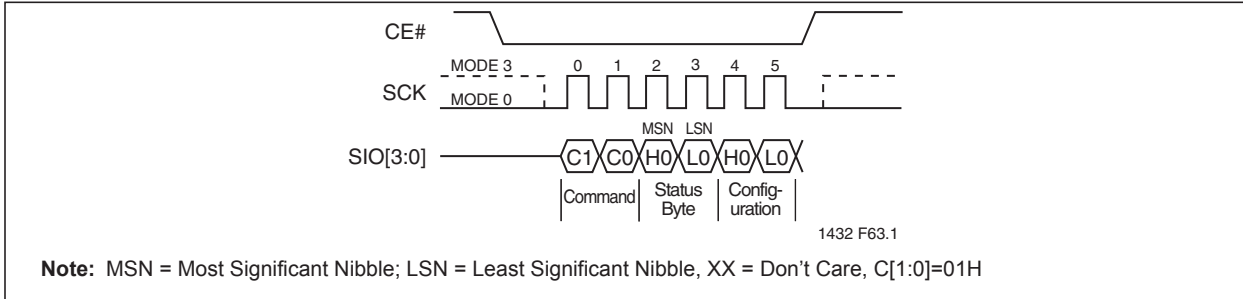 CE#
MODE 3 0 1 2 3 4 5
SCK
MODE 0
MSN LSN
SIO[3:0] C1 C0 H0 L0 H0 L0
Command Status Byte Config-uration
1432 F63.1
Note: MSN = Most Significant Nibble; LSN = Least Significant Nibble, XX = Don't Care, C[1:0]=01H